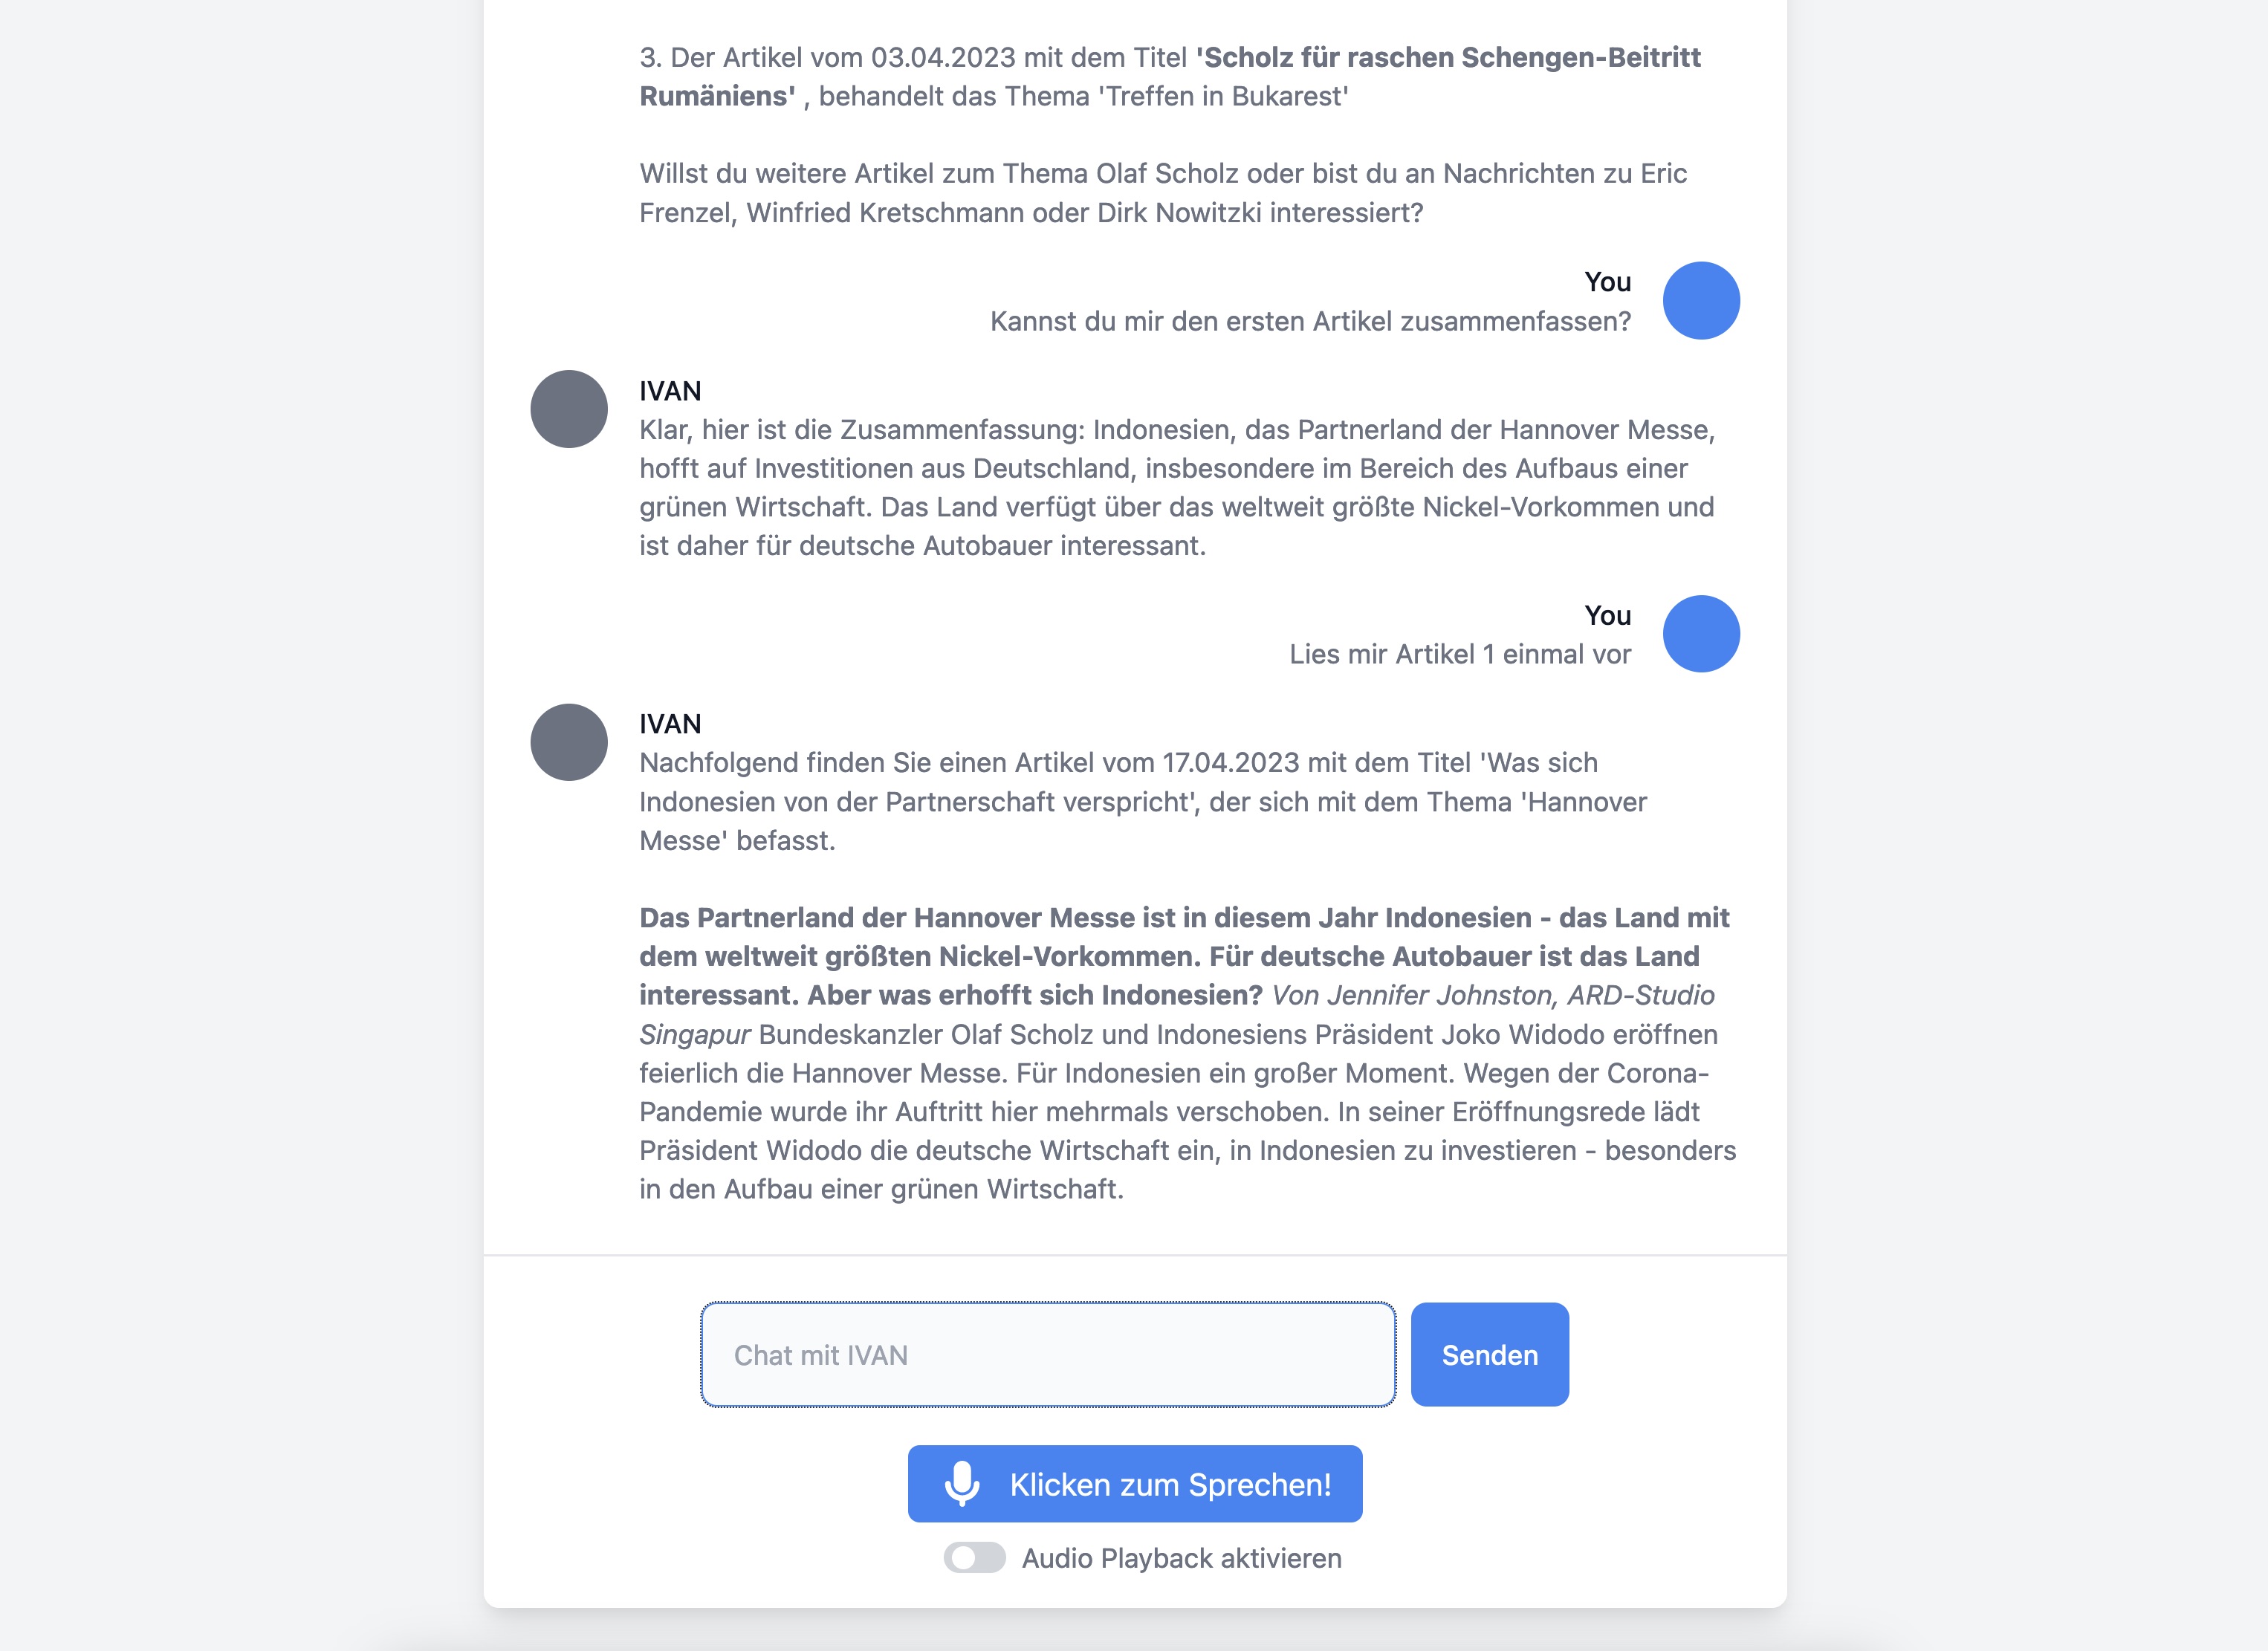 3. Der Artikel vom 03.04.2023 mit dem Titel 'Scholz für raschen Schengen-Beitritt
Rumäniens' , behandelt das Thema 'Treffen in Bukarest'
Willst du weitere Artikel zum Thema Olaf Scholz oder bist du an Nachrichten zu Eric
Frenzel, Winfried Kretschmann oder Dirk Nowitzki interessiert?
You
Kannst du mir den ersten Artikel zusammenfassen?
IVAN
Klar, hier ist die Zusammenfassung: Indonesien, das Partnerland der Hannover Messe,
hofft auf Investitionen aus Deutschland, insbesondere im Bereich des Aufbaus einer
grünen Wirtschaft. Das Land verfügt über das weltweit größte Nickel-Vorkommen und
ist daher für deutsche Autobauer interessant.
You
Lies mir Artikel 1 einmal vor
IVAN
Nachfolgend finden Sie einen Artikel vom 17.04.2023 mit dem Titel 'Was sich
Indonesien von der Partnerschaft verspricht', der sich mit dem Thema 'Hannover
Messe' befasst.
Das Partnerland der Hannover Messe ist in diesem Jahr Indonesien - das Land mit
dem weltweit größten Nickel-Vorkommen. Für deutsche Autobauer ist das Land
interessant. Aber was erhofft sich Indonesien? Von Jennifer Johnston, ARD-Studio
Singapur Bundeskanzler Olaf Scholz und Indonesiens Präsident Joko Widodo eröffnen
feierlich die Hannover Messe. Für Indonesien ein großer Moment. Wegen der Corona-
Pandemie wurde ihr Auftritt hier mehrmals verschoben. In seiner Eröffnungsrede lädt
Präsident Widodo die deutsche Wirtschaft ein, in Indonesien zu investieren - besonders
in den Aufbau einer grünen Wirtschaft.
Chat mit IVAN
Senden
Klicken zum Sprechen!
Audio Playback aktivieren